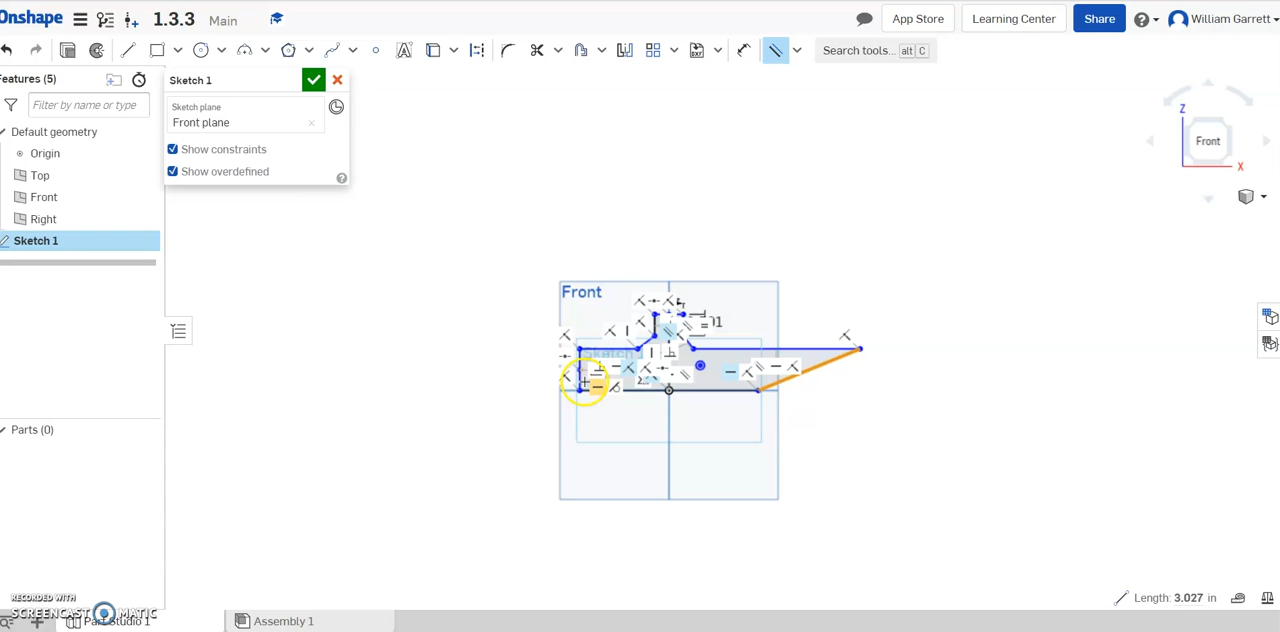 Onshape 1.3.3 Main App Store Learning Center Share William Garrett
Search tools... alt C
Features (5) Sketch 1
Filter by name or type Sketch plane
Front plane
Default geometry
Show constraints
Origin
Show overdefined
Top
Front
Right
Sketch 1
Z
Front
X
Front
Sketch 1
Parts (0)
RECORDED WITH
SCREENCAST MATIC
Length: 3.027 in
Part Studio 1 Assembly 1